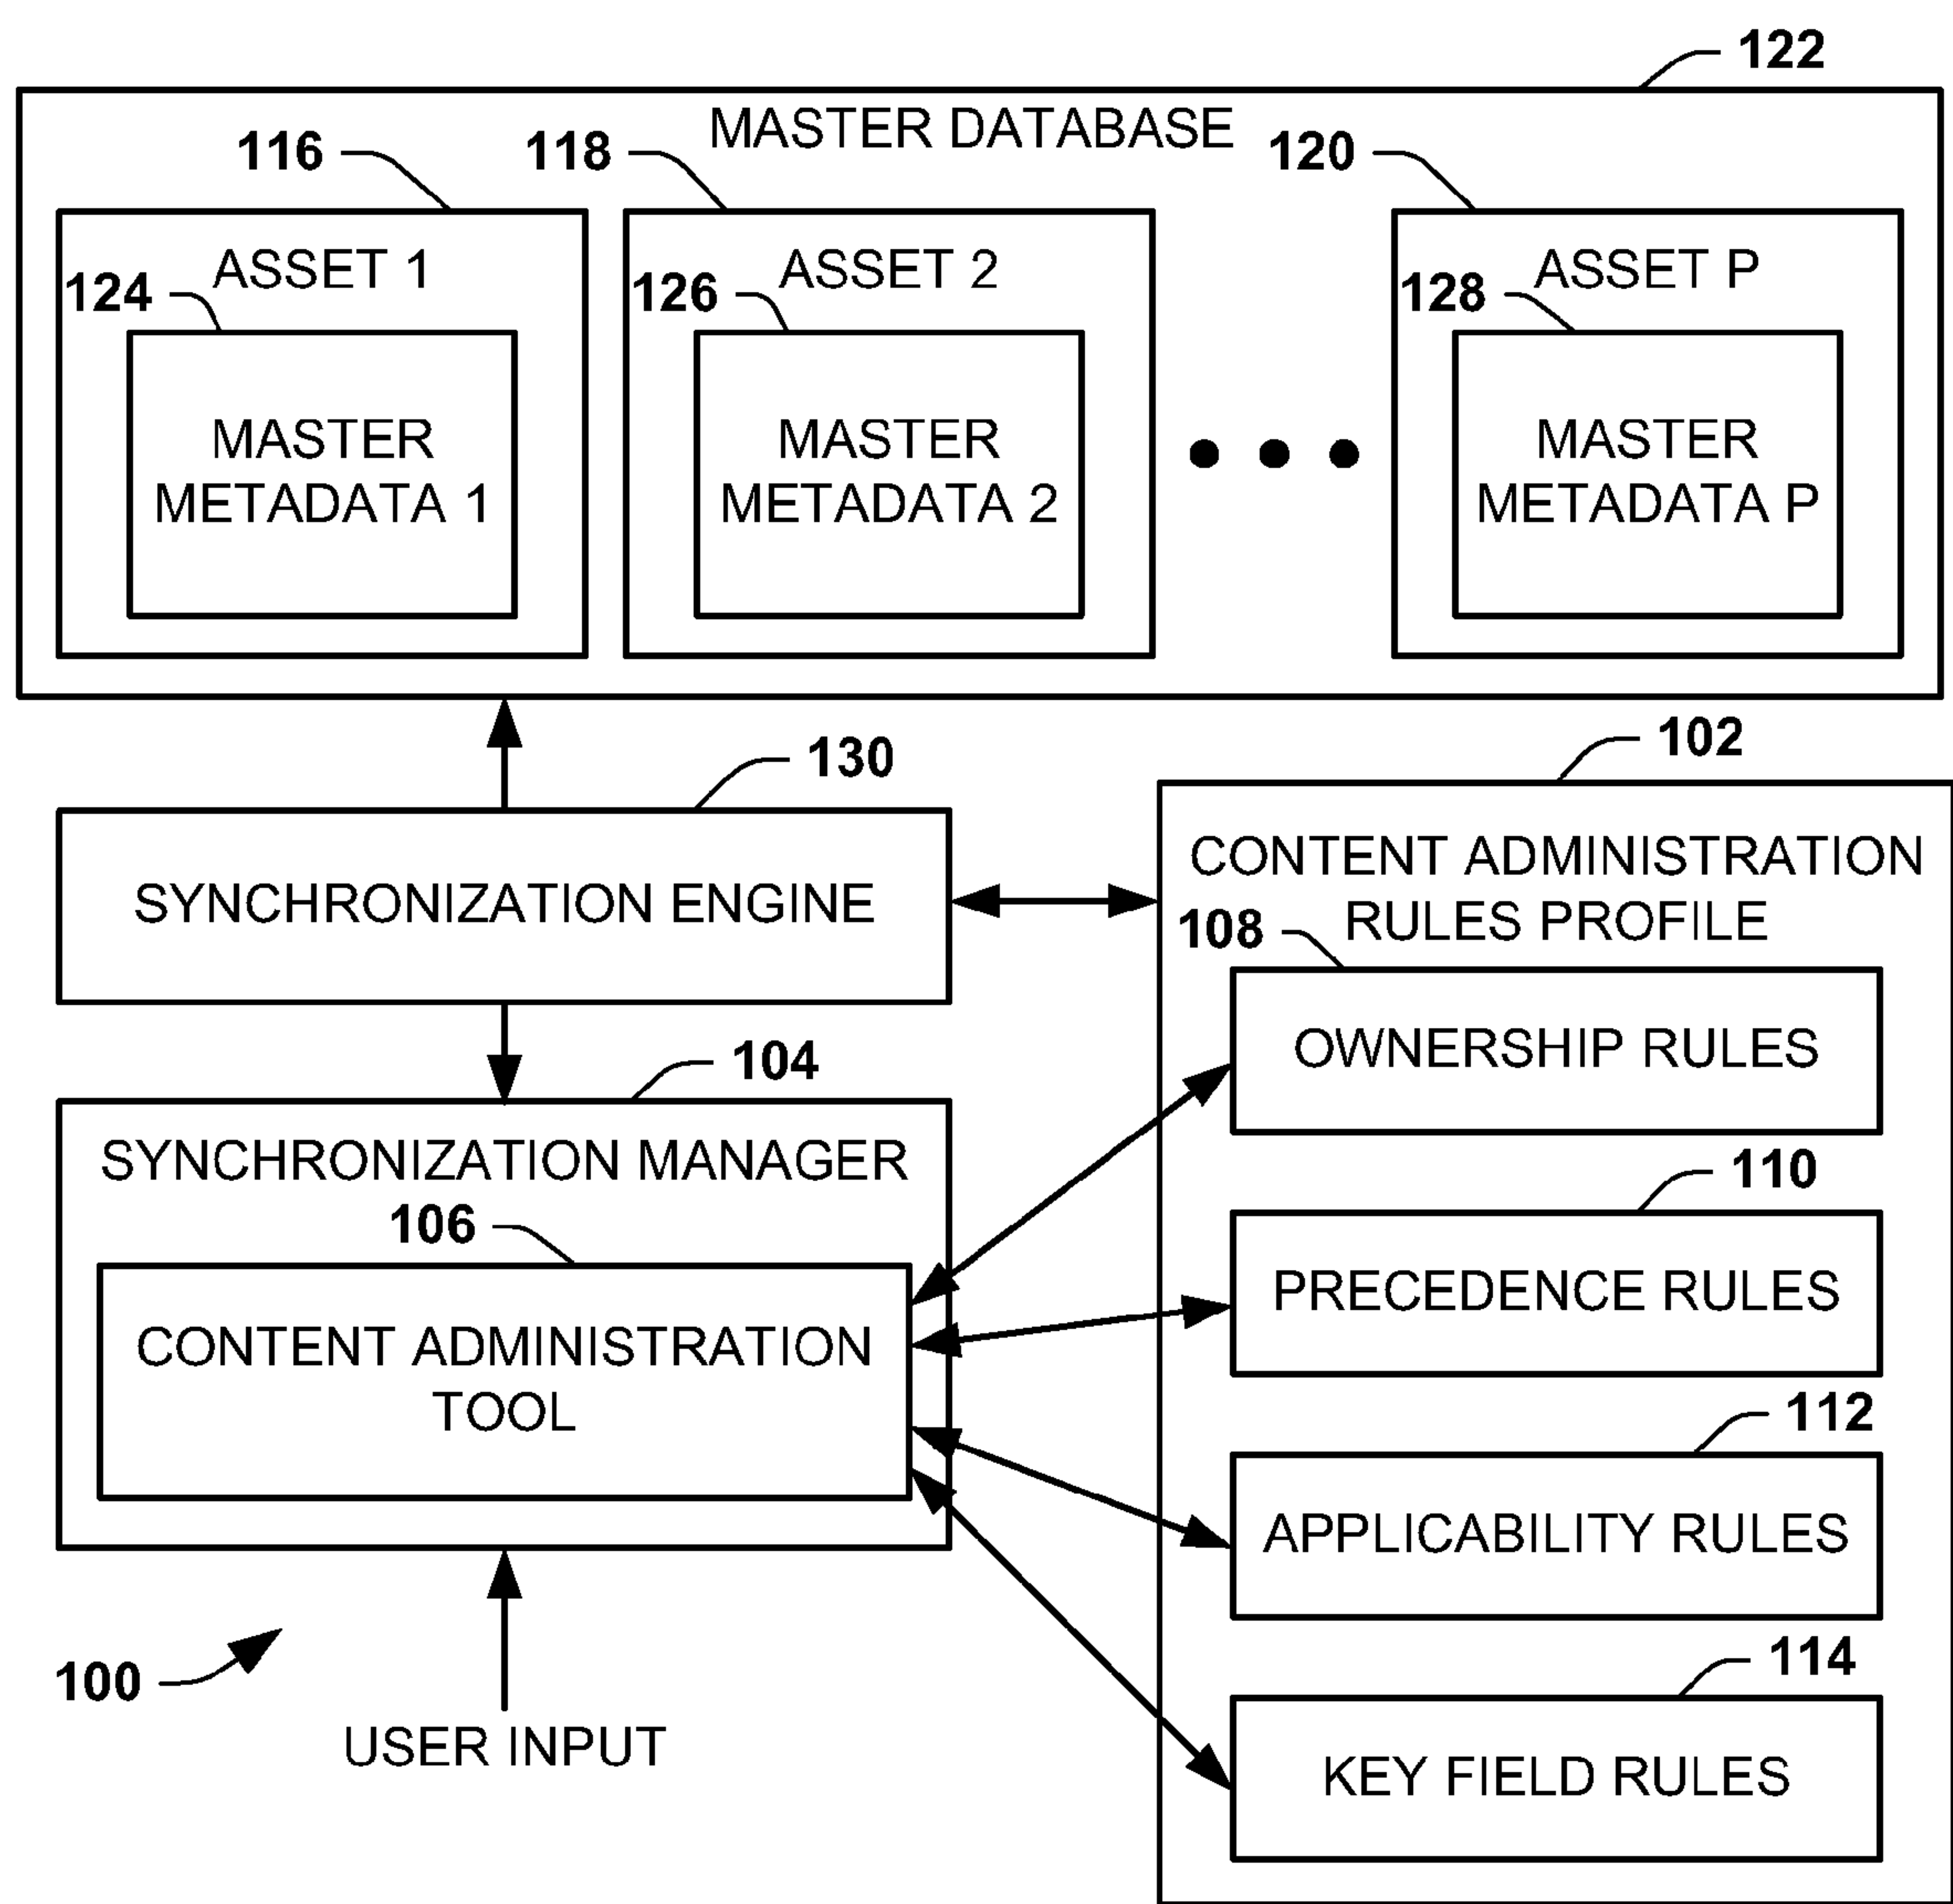 122
MASTER DATABASE
116
118
120
ASSET 1
ASSET 2
ASSET P
124
126
128
MASTER
METADATA 1
MASTER
METADATA 2
MASTER
METADATA P
130
102
SYNCHRONIZATION ENGINE
CONTENT ADMINISTRATION
RULES PROFILE
108
OWNERSHIP RULES
104
SYNCHRONIZATION MANAGER
106
CONTENT ADMINISTRATION
TOOL
110
PRECEDENCE RULES
112
APPLICABILITY RULES
114
KEY FIELD RULES
100
USER INPUT